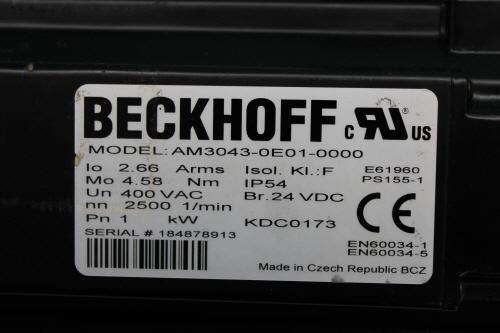 BECKHOFF c RU US
MODEL: AM3043-0E01-0000
Io 2.66 Arms Isol. Kl.: F E61960
Mo 4.58 Nm IP54 PS155-1
Un 400 VAC Br. 24 VDC
nn 2500 1/min
Pn 1 kW KDC0173 CE
SERIAL # 184878913
EN60034-1
EN60034-5
Made in Czech Republic BCZ